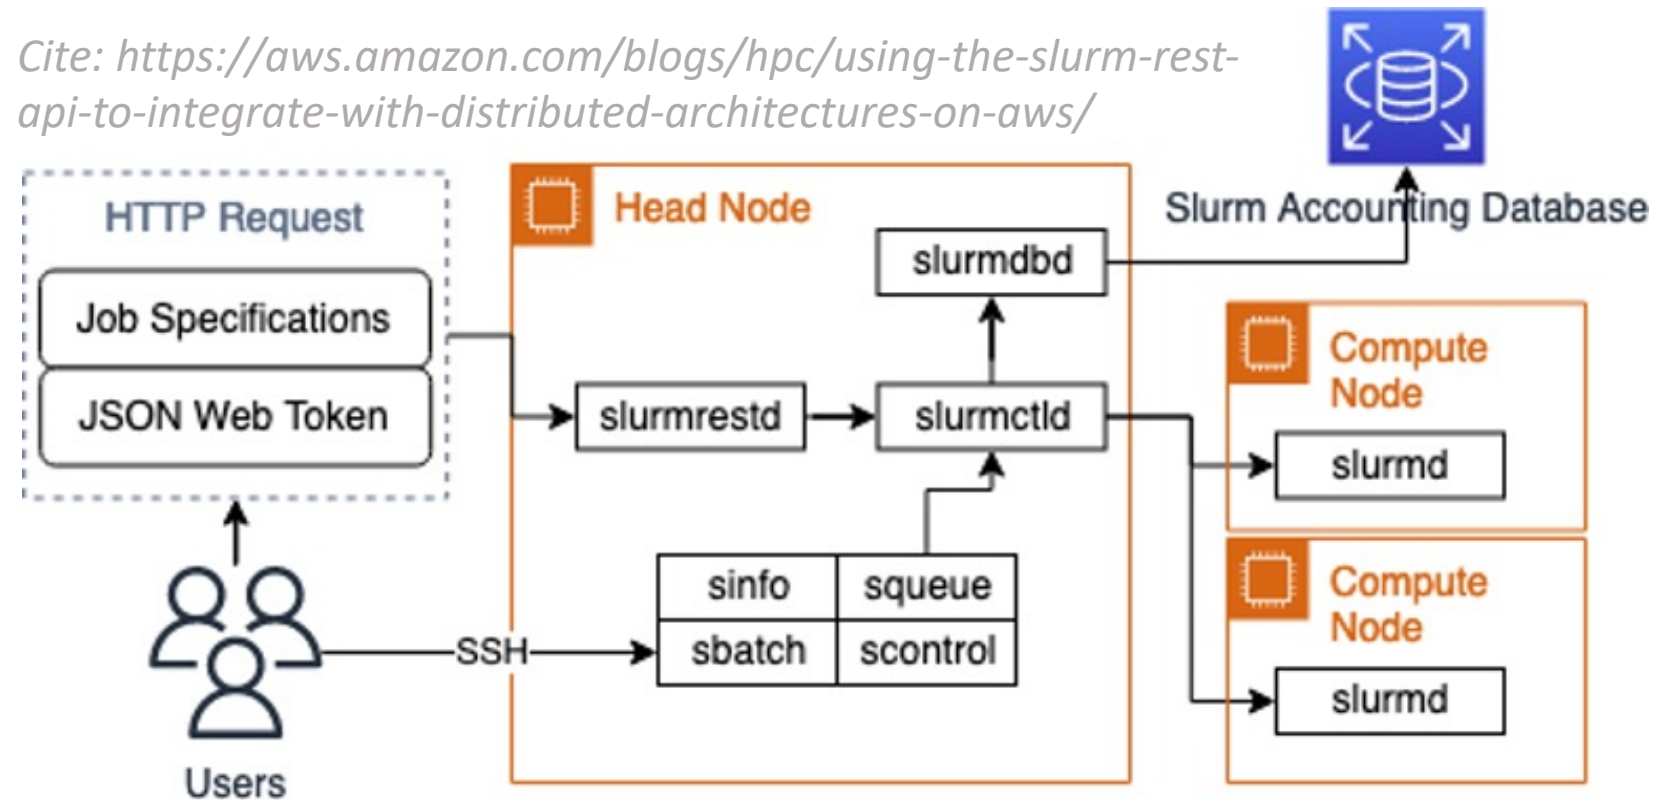 Cite: https://aws.amazon.com/blogs/hpc/using-the-slurm-rest-
api-to-integrate-with-distributed-architectures-on-aws/
HTTP Request
Job Specifications
JSON Web Token
Users
SSH
Head Node
slurmdbd
slurmrestd
slurmctld
sinfo
squeue
sbatch
scontrol
Slurm Accounting Database
Compute
Node
slurmd
Compute
Node
slurmd